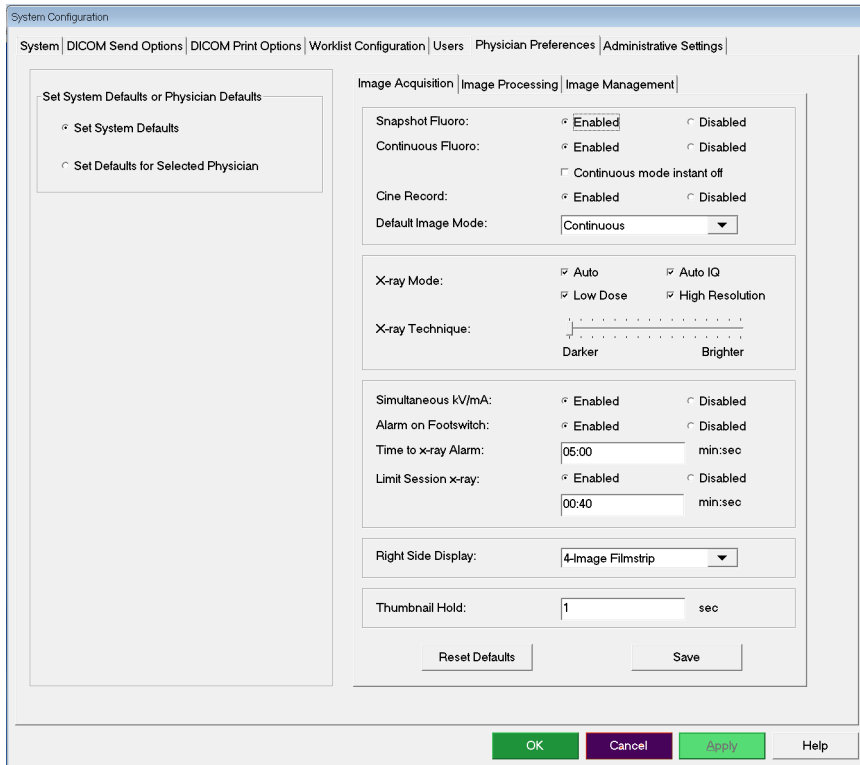 System Configuration
System DICOM Send Options DICOM Print Options Worklist Configuration Users Physician Preferences Administrative Settings
Set System Defaults or Physician Defaults
Set System Defaults
Set Defaults for Selected Physician
Image Acquisition Image Processing Image Management
Snapshot Fluoro: Enabled Disabled
Continuous Fluoro: Enabled Disabled
Continuous mode instant off
Cine Record: Enabled Disabled
Default Image Mode: Continuous
X-ray Mode: Auto Auto IQ
Low Dose High Resolution
X-ray Technique:
Darker Brighter
Simultaneous kV/mA: Enabled Disabled
Alarm on Footswitch: Enabled Disabled
Time to x-ray Alarm: 05:00 min:sec
Limit Session x-ray: Enabled Disabled
00:40 min:sec
Right Side Display: 4-Image Filmstrip
Thumbnail Hold: 1 sec
Reset Defaults Save
OK Cancel Apply Help